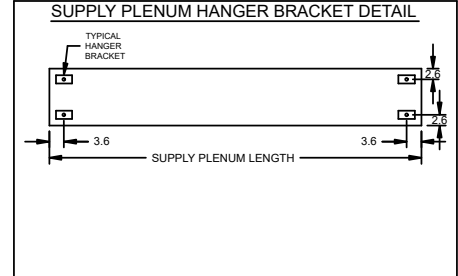 SUPPLY PLENUM HANGER BRACKET DETAIL
TYPICAL
HANGER
BRACKET
2.6
2.6
3.6
3.6
SUPPLY PLENUM LENGTH